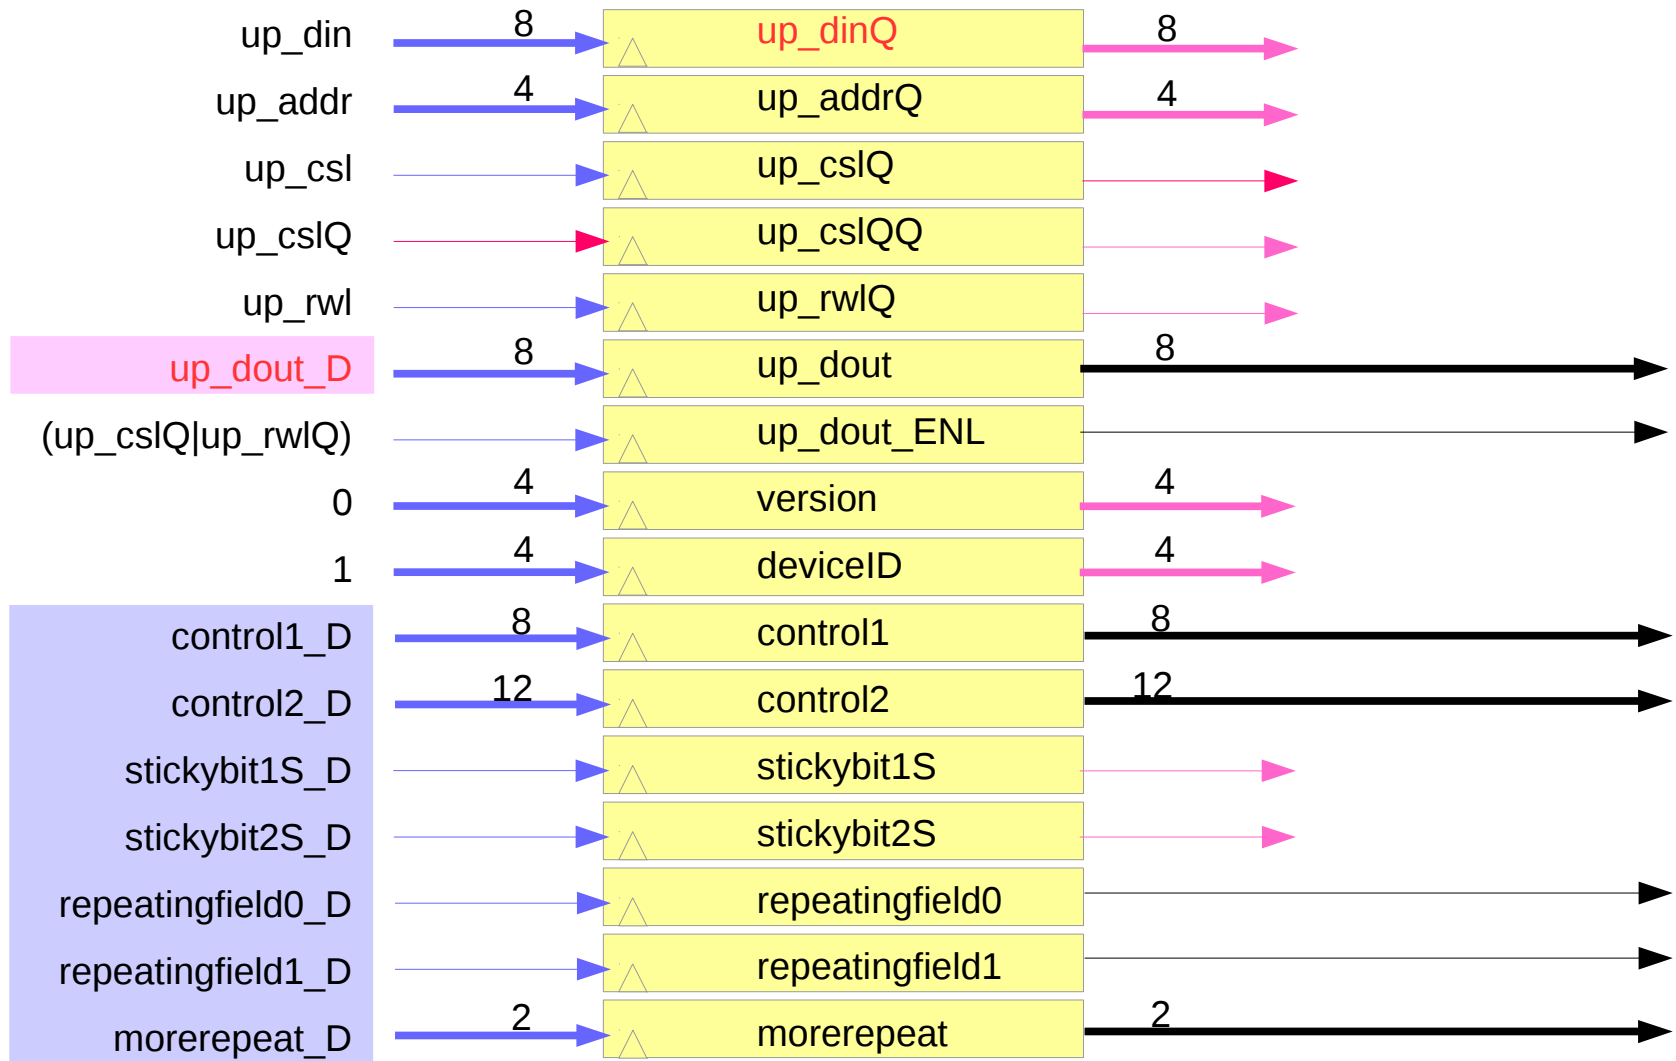 up_din 8 up_dinQ 8
up_addr 4 up_addrQ 4
up_csl up_cslQ
up_cslQ up_cslQQ
up_rwl up_rwlQ
up_dout_D 8 up_dout 8
(up_cslQ|up_rwlQ) up_dout_ENL
0 4 version 4
1 4 deviceID 4
control1_D 8 control1 8
control2_D 12 control2 12
stickybit1S_D stickybit1S
stickybit2S_D stickybit2S
repeatingfield0_D repeatingfield0
repeatingfield1_D repeatingfield1
morerepeat_D 2 morerepeat 2